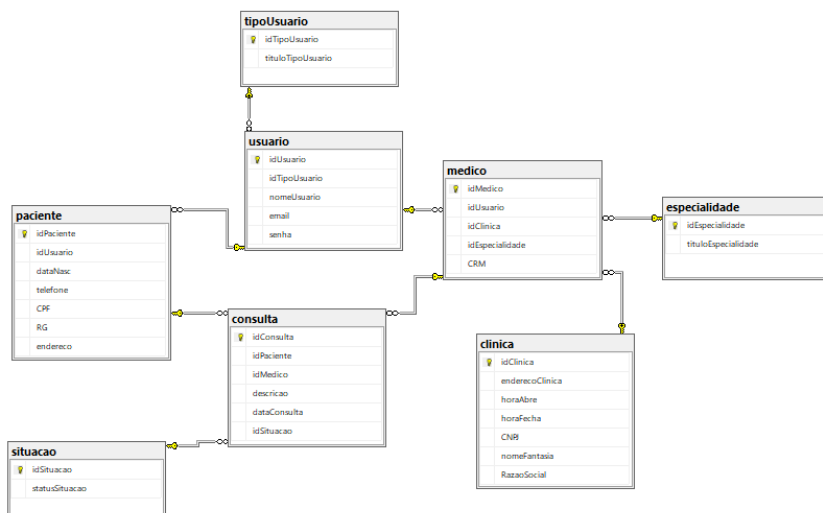 tipoUsuario
idTipoUsuario
tituloTipoUsuario
usuario
idUsuario
idTipoUsuario
nomeUsuario
email
senha
medico
idMedico
idUsuario
idClinica
idEspecialidade
CRM
especialidade
idEspecialidade
tituloEspecialidade
paciente
idPaciente
idUsuario
dataNasc
telefone
CPF
RG
endereco
consulta
idConsulta
idPaciente
idMedico
descricao
dataConsulta
idSituacao
clinica
idClinica
enderecoClinica
horaAbre
horaFecha
CNPJ
nomeFantasia
RazaoSocial
situacao
idSituacao
statusSituacao